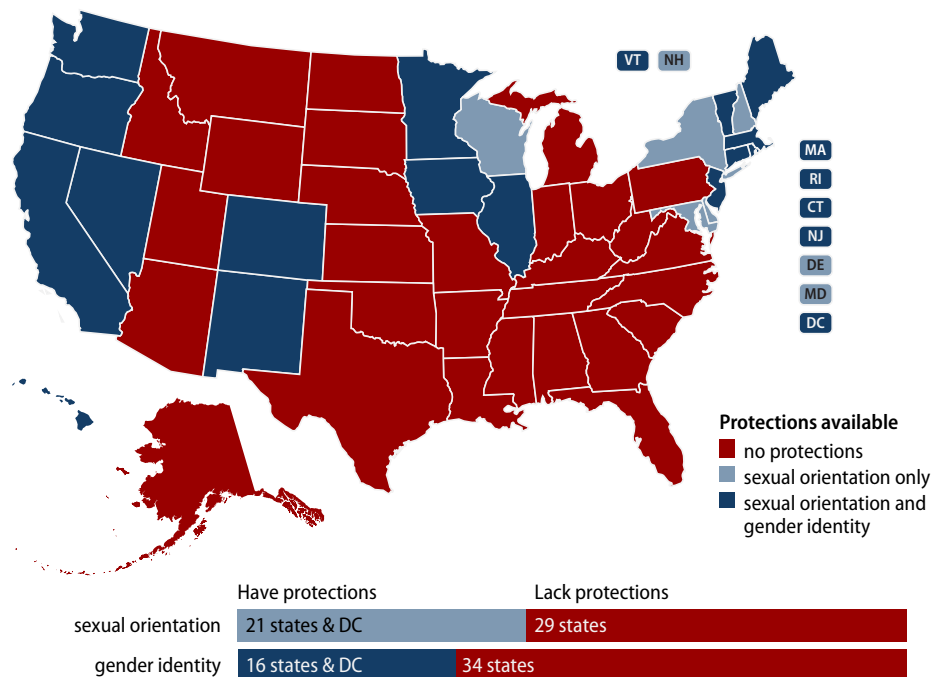 VT NH
MA
RI
CT
NJ
DE
MD
DC
Protections available
no protections
sexual orientation only
sexual orientation and
gender identity
Have protections Lack protections
sexual orientation 21 states & DC 29 states
gender identity 16 states & DC 34 states